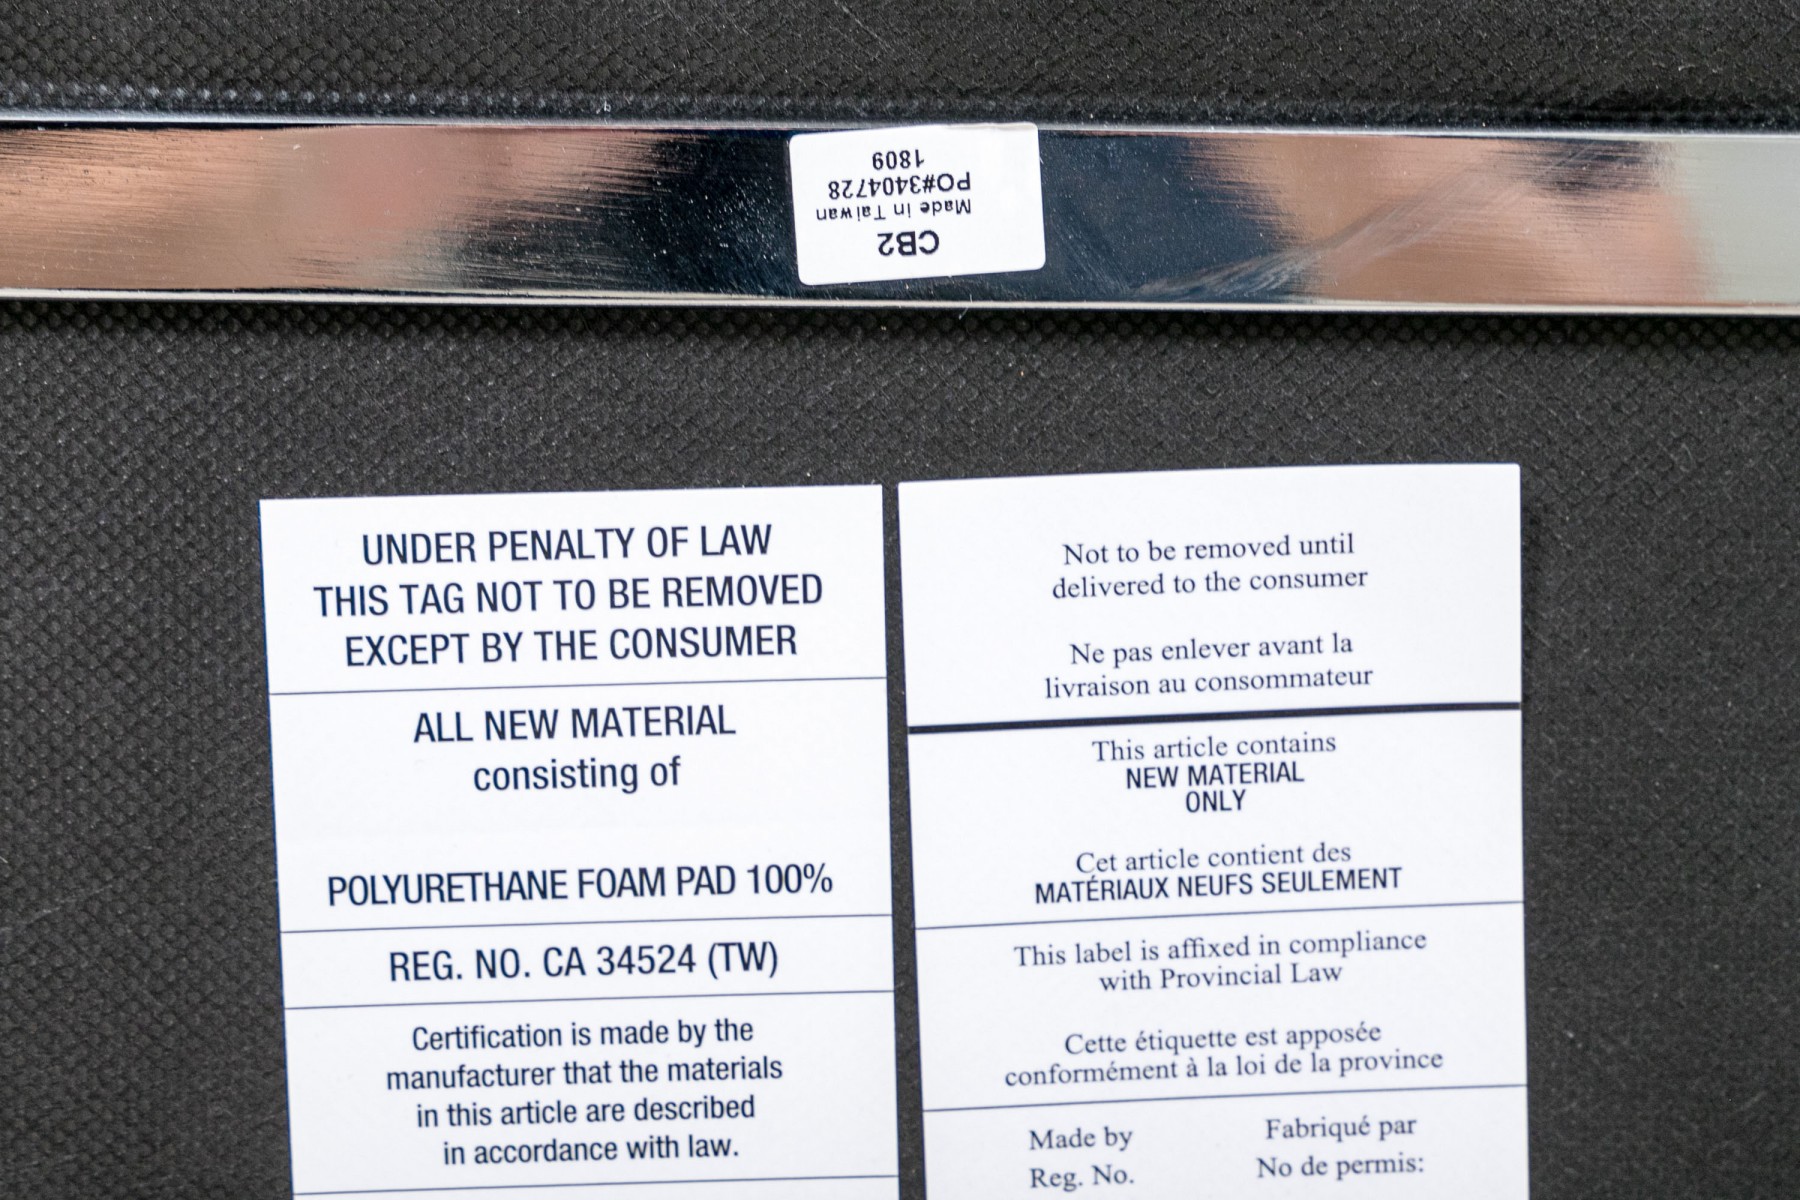 CB2
Made in Taiwan
PO#3404728
1809
UNDER PENALTY OF LAW
THIS TAG NOT TO BE REMOVED
EXCEPT BY THE CONSUMER
ALL NEW MATERIAL
consisting of
POLYURETHANE FOAM PAD 100%
REG. NO. CA 34524 (TW)
Certification is made by the
manufacturer that the materials
in this article are described
in accordance with law.
Not to be removed until
delivered to the consumer
Ne pas enlever avant la
livraison au consommateur
This article contains
NEW MATERIAL
ONLY
Cet article contient des
MATÉRIAUX NEUFS SEULEMENT
This label is affixed in compliance
with Provincial Law
Cette étiquette est apposée
conformément à la loi de la province
Made by
Reg. No.
Fabriqué par
No de permis: